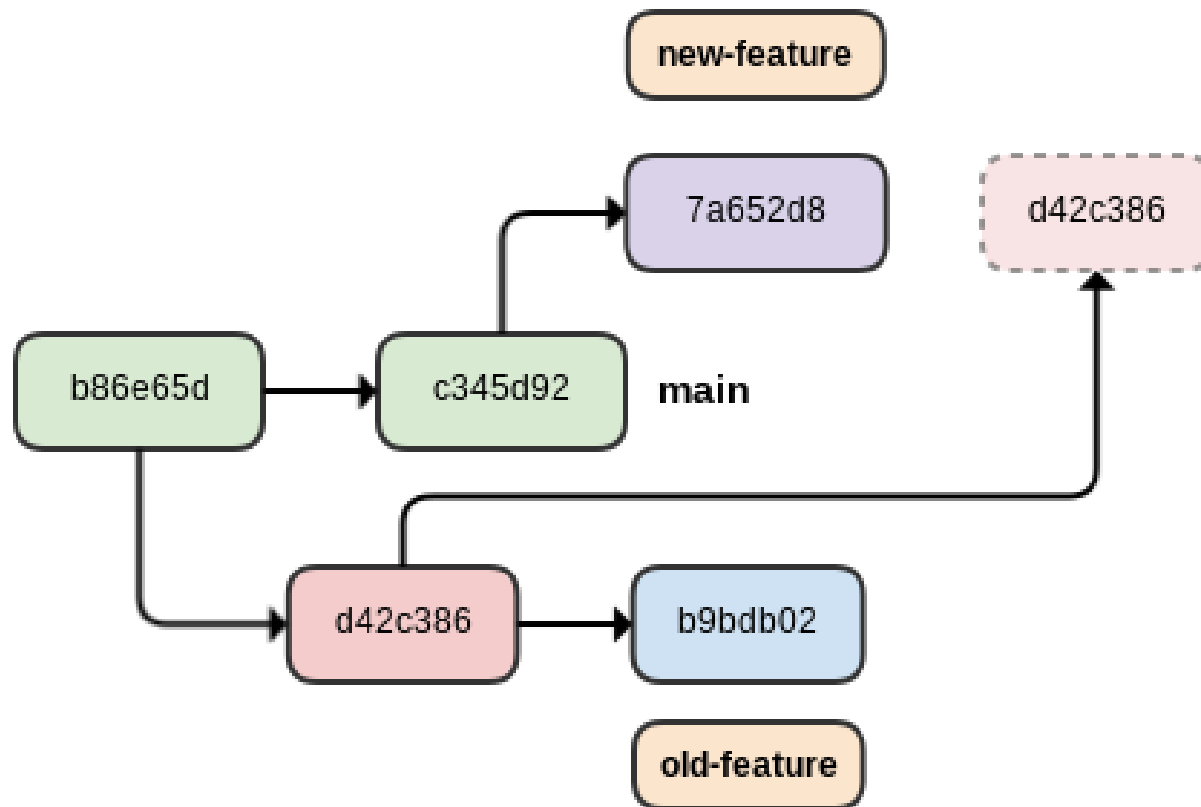 new-feature
7a652d8
d42c386
b86e65d
c345d92
main
d42c386
b9bdb02
old-feature